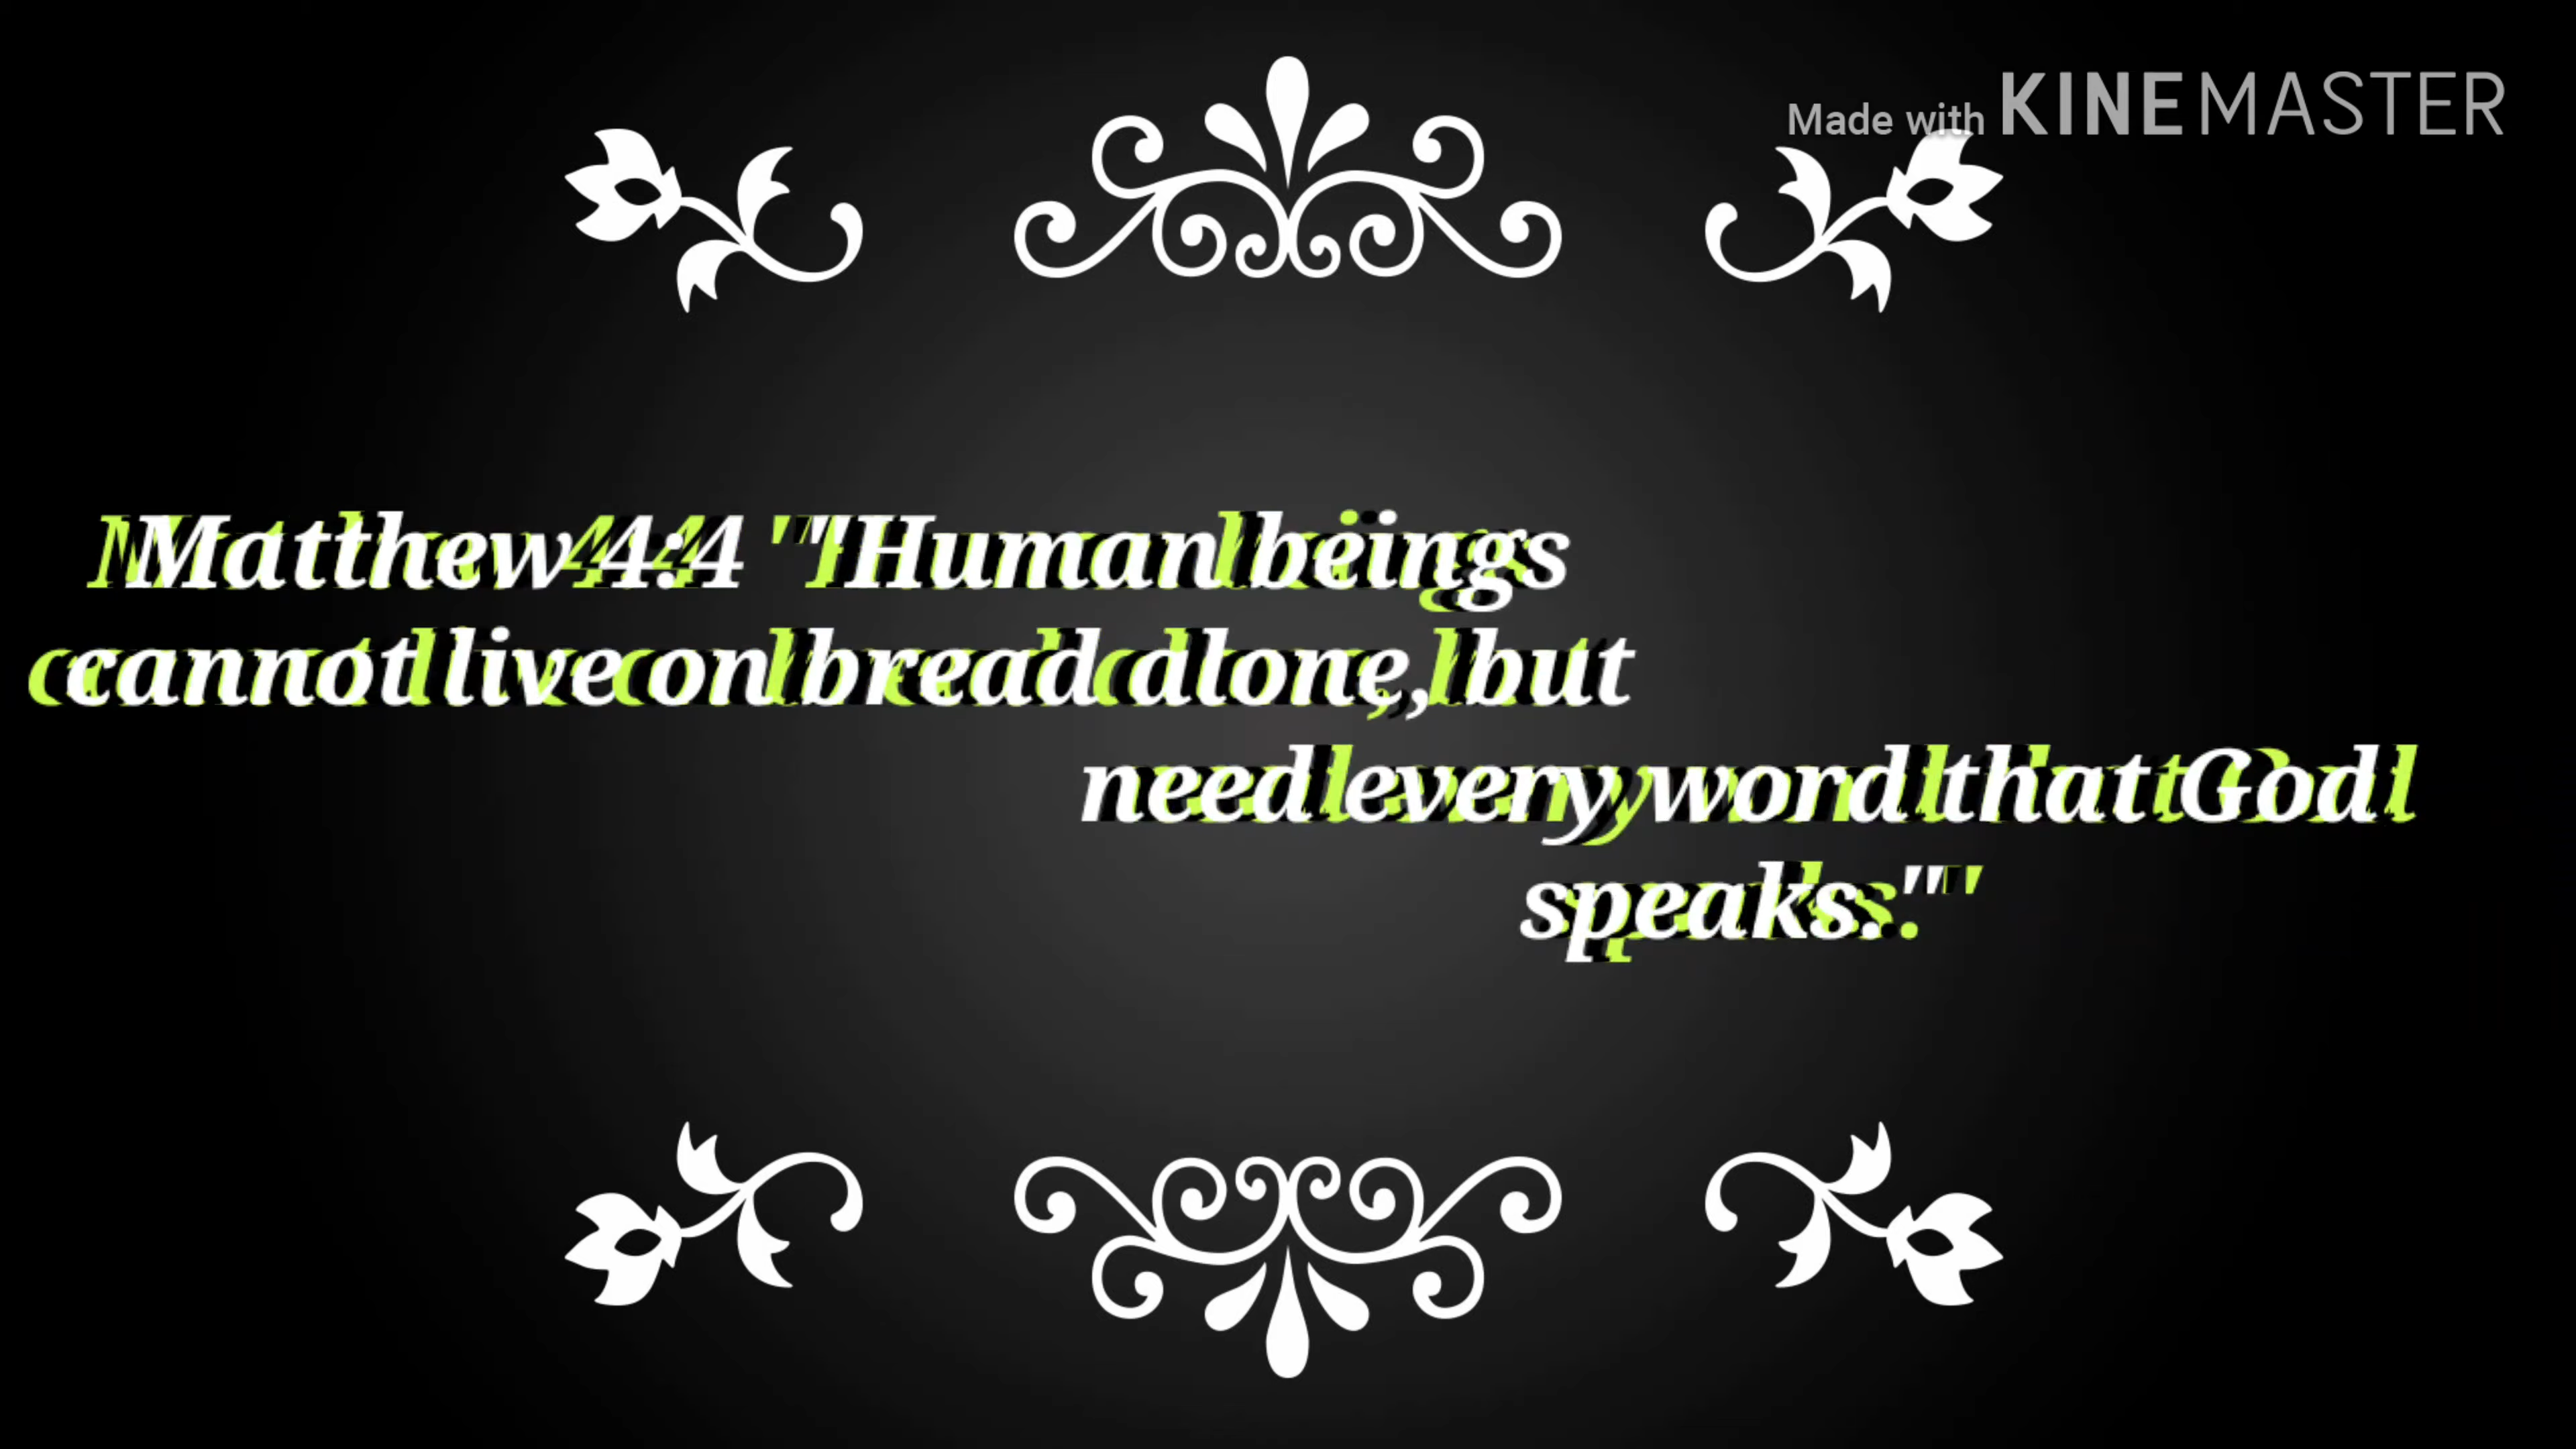 Made with KINEMASTER
Matthew 4:4 "Human beings
cannot live on bread dlone, but
need every word that God
speaks."